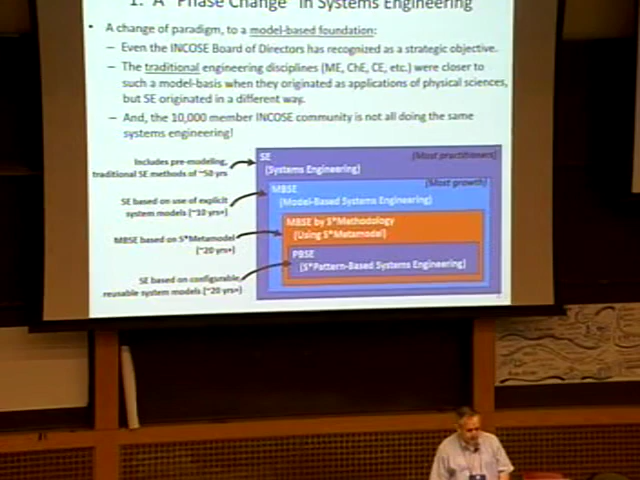 1. A "Phase Change" in Systems Engineering
• A change of paradigm, to a model-based foundation:
– Even the INCOSE Board of Directors has recognized as a strategic objective.
– The traditional engineering disciplines (ME, ChE, CE, etc.) were closer to
such a model-basis when they originated as applications of physical sciences,
but SE originated in a different way.
– And, the 10,000 member INCOSE community is not all doing the same
systems engineering!
Includes pre-modeling,
traditional SE methods of ~50 yrs
SE based on use of explicit
system models (~10 yrs+)
MBSE based on S*Metamodel
(~20 yrs+)
SE based on configurable,
reusable system models (~20 yrs+)
SE (Most practitioners)
(Systems Engineering)
MBSE (Most growth)
(Model-Based Systems Engineering)
MBSE by S*Methodology
(Using S*Metamodel)
PBSE
(S*Pattern-Based Systems Engineering)